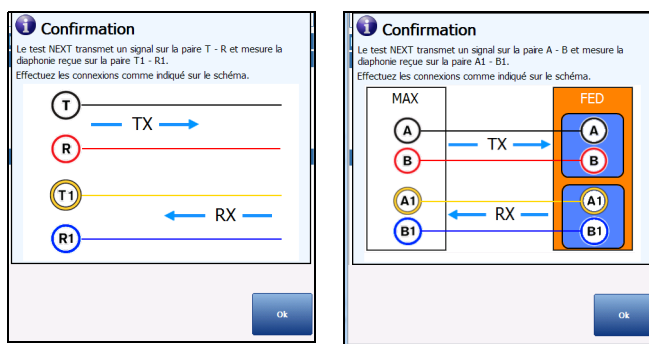 Confirmation
Le test NEXT transmet un signal sur la paire T - R et mesure la
diaphonie reçue sur la paire T1 - R1.
Effectuez les connexions comme indiqué sur le schéma.
T
TX
R
T1
RX
R1
Ok
Confirmation
Le test NEXT transmet un signal sur la paire A - B et mesure la
diaphonie reçue sur la paire A1 - B1.
Effectuez les connexions comme indiqué sur le schéma.
MAX FED
A A
TX
B B
A1 A1
RX
B1 B1
Ok